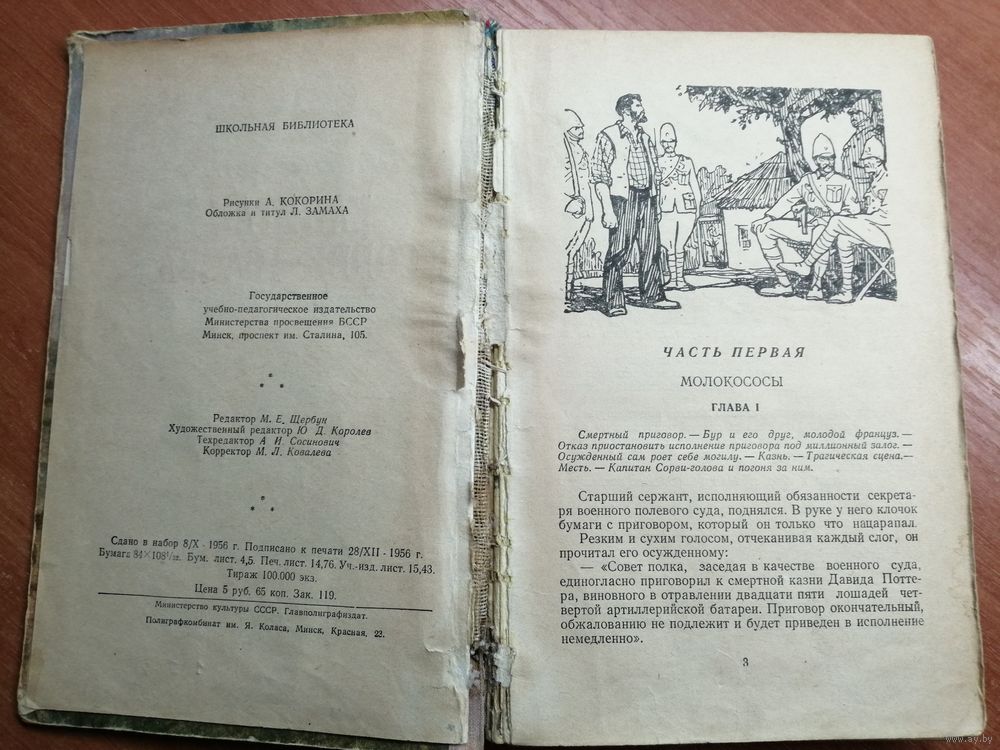 ШКОЛЬНАЯ БИБЛИОТЕКА
Рисунки А. КОКОРИНА
Обложка и титул Л. ЗАМАХА
Государственное
учебно-педагогическое издательство
Министерства просвещения БССР
Минск, проспект им. Сталина, 105.
*
* *
Редактор М. Е. Щербун
Художественный редактор Ю Д. Королев
Техредактор А И. Сосинович
Корректор М. Л. Ковалева
*
* *
Сдано в набор 8/X - 1956 г. Подписано к печати 28/XII - 1956 г.
Бумага 84×108¹/₃₂. Бум. лист. 4,5. Печ. лист. 14,76. Уч.-изд. лист. 15,43.
Тираж 100.000 экз.
Цена 5 руб. 65 коп. Зак. 119.
Министерство культуры СССР. Главполиграфиздат.
Полиграфкомбинат им. Я. Коласа, Минск, Красная, 23.
ЧАСТЬ ПЕРВАЯ
МОЛОКОСОСЫ
ГЛАВА I
Смертный приговор. — Бур и его друг, молодой француз. —
Отказ приостановить исполнение приговора под миллионный залог. —
Осужденный сам роет себе могилу. — Казнь. — Трагическая сцена.—
Месть. — Капитан Сорви-голова и погоня за ним.
Старший сержант, исполняющий обязанности секрета-
ря военного полевого суда, поднялся. В руке у него клочок
бумаги с приговором, который он только что нацарапал.
Резким и сухим голосом, отчеканивая каждый слог, он
прочитал его осужденному:
— «Совет полка, заседая в качестве военного суда,
единогласно приговорил к смертной казни Давида Потте-
ра, виновного в отравлении двадцати пяти лошадей чет-
вертой артиллерийской батареи. Приговор окончательный,
обжалованию не подлежит и будет приведен в исполнение
немедленно».
3
www.ay.by